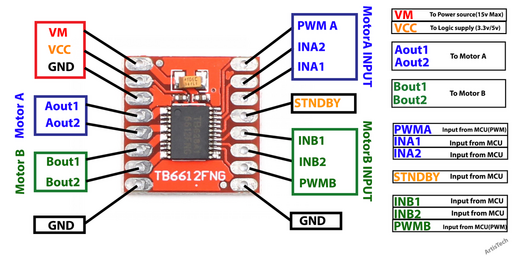 VM
VCC
GND
Motor A
Aout1
Aout2
Motor B
Bout1
Bout2
GND
TB6612FNG
PWM A
INA2
INA1
MotorA INPUT
STNDBY
INB1
INB2
PWMB
MotorB INPUT
GND
VM To Power source(15v Max)
VCC To Logic supply (3.3v/5v)
Aout1
Aout2
To Motor A
Bout1
Bout2
To Motor B
PWMA Input from MCU(PWM)
INA1 Input from MCU
INA2 Input from MCU
STNDBY Input from MCU
INB1 Input from MCU
INB2 Input from MCU
PWMB Input from MCU(PWM)
ArtisTech